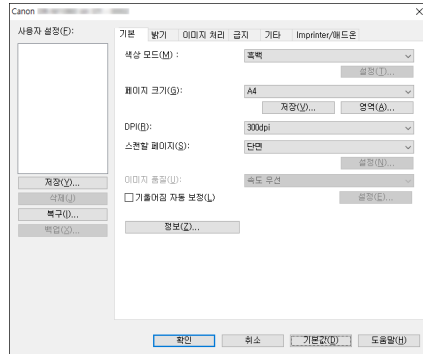 Canon
사용자 설정(F):
저장(Y)...
삭제(J)
복구(I)...
백업(X)...
기본 밝기 이미지 처리 급지 기타 Imprinter/애드온
색상 모드(M) : 흑백
설정(T)...
페이지 크기(G): A4
저장(V)... 영역(A)...
DPI(R): 300dpi
스캔할 페이지(S): 단면
설정(N)...
이미지 품질(U): 속도 우선
기울어짐 자동 보정(L) 설정(E)...
정보(Z)...
확인 취소 기본값(D) 도움말(H)